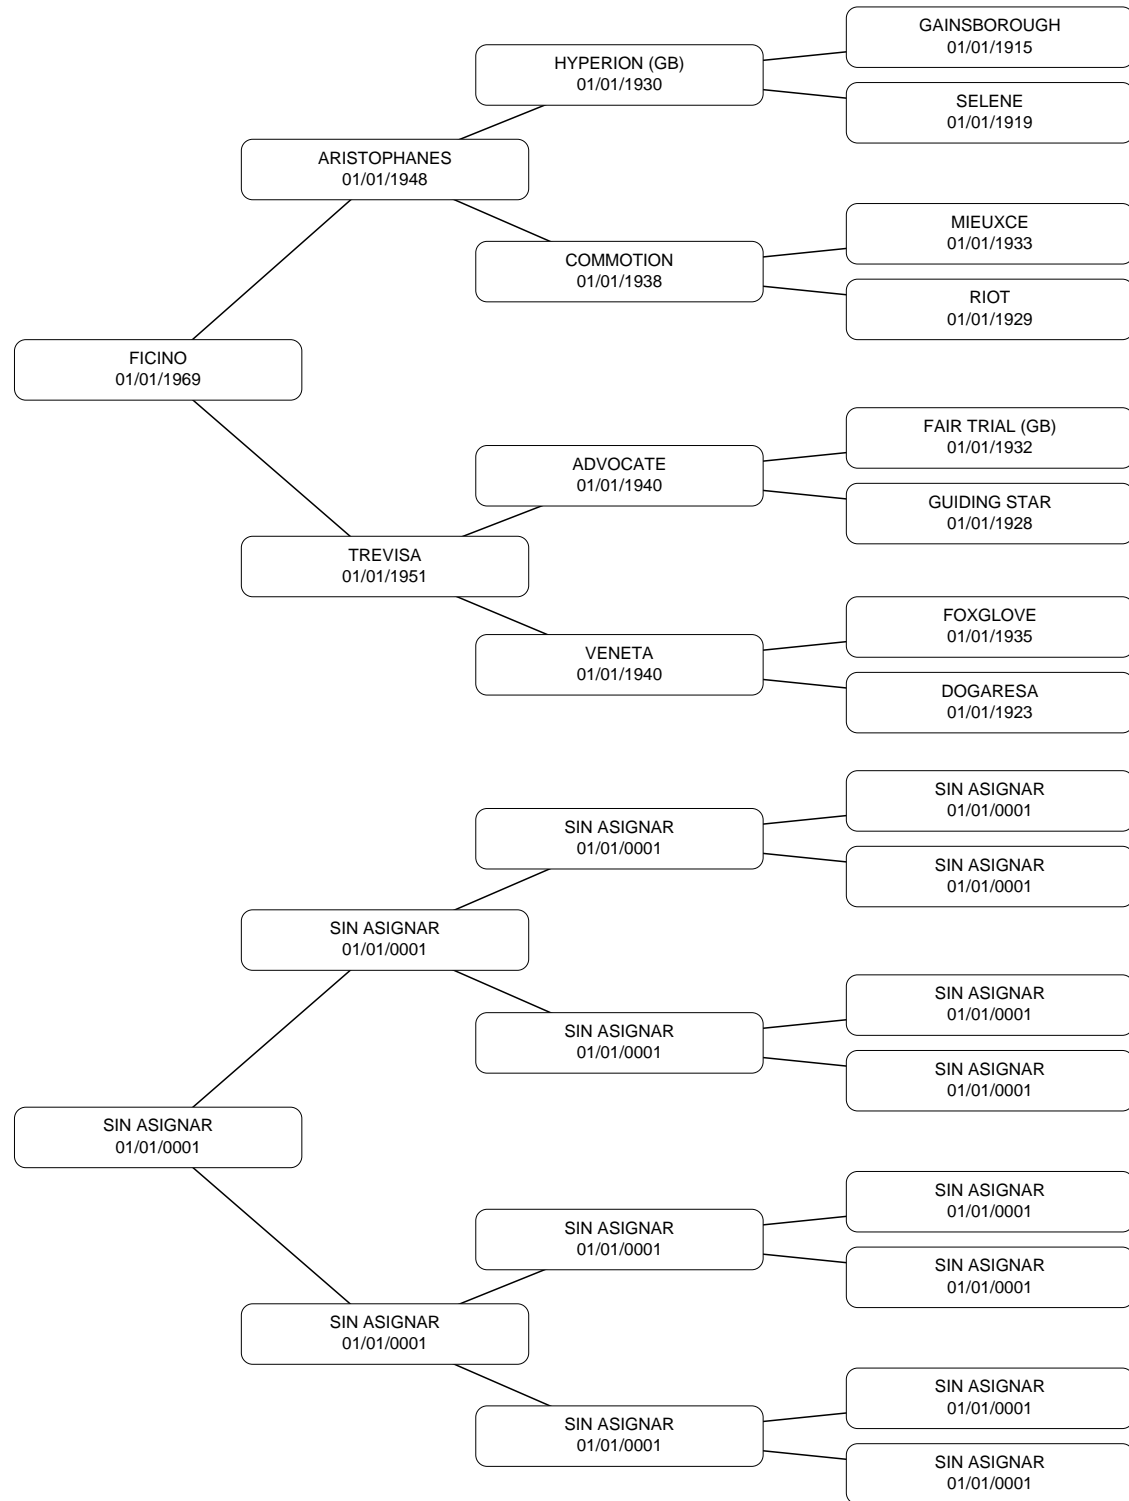 GAINSBOROUGH
01/01/1915
HYPERION (GB)
01/01/1930
SELENE
01/01/1919
ARISTOPHANES
01/01/1948
MIEUXCE
01/01/1933
COMMOTION
01/01/1938
RIOT
01/01/1929
FICINO
01/01/1969
FAIR TRIAL (GB)
01/01/1932
ADVOCATE
01/01/1940
GUIDING STAR
01/01/1928
TREVISA
01/01/1951
FOXGLOVE
01/01/1935
VENETA
01/01/1940
DOGARESA
01/01/1923
SIN ASIGNAR
01/01/0001
SIN ASIGNAR
01/01/0001
SIN ASIGNAR
01/01/0001
SIN ASIGNAR
01/01/0001
SIN ASIGNAR
01/01/0001
SIN ASIGNAR
01/01/0001
SIN ASIGNAR
01/01/0001
SIN ASIGNAR
01/01/0001
SIN ASIGNAR
01/01/0001
SIN ASIGNAR
01/01/0001
SIN ASIGNAR
01/01/0001
SIN ASIGNAR
01/01/0001
SIN ASIGNAR
01/01/0001
SIN ASIGNAR
01/01/0001
SIN ASIGNAR
01/01/0001